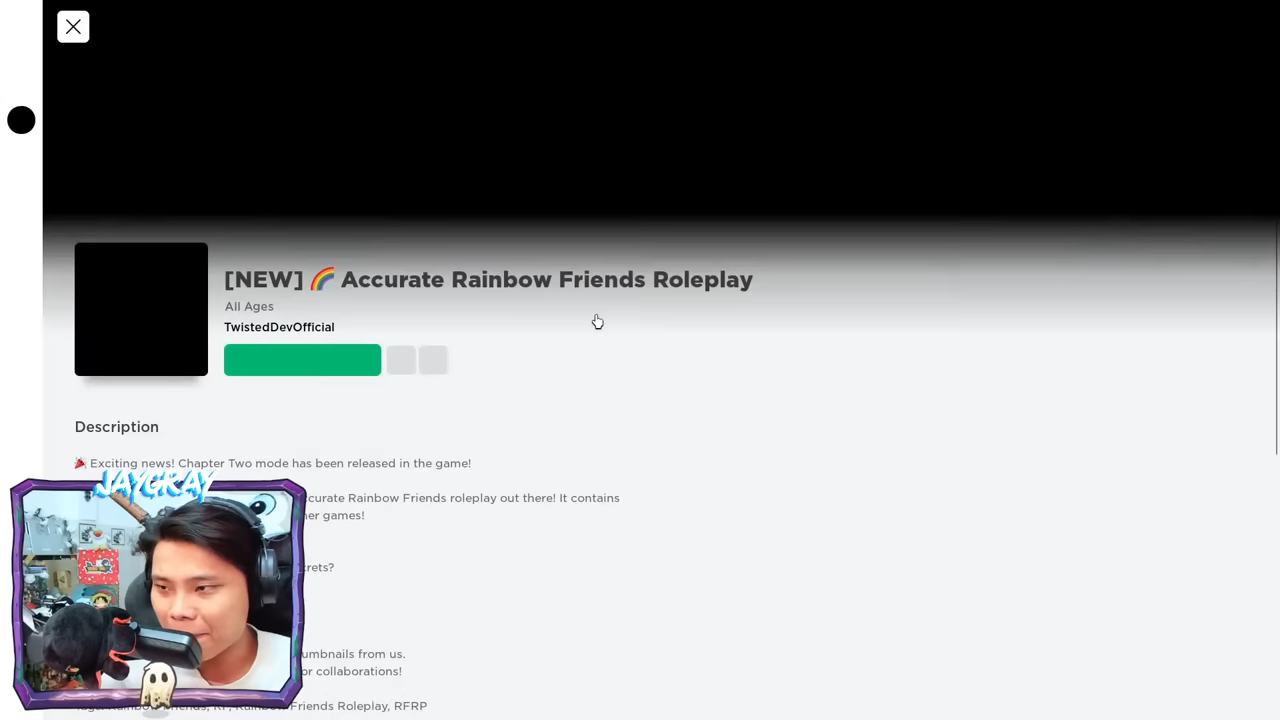 [NEW] 🌈 Accurate Rainbow Friends Roleplay
All Ages
TwistedDevOfficial
Description
🎉 Exciting news! Chapter Two mode has been released in the game!
JAYGRAY
ccurate Rainbow Friends roleplay out there! It contains
her games!
crets?
umbnails from us.
or collaborations!
Friends Roleplay, RFRP